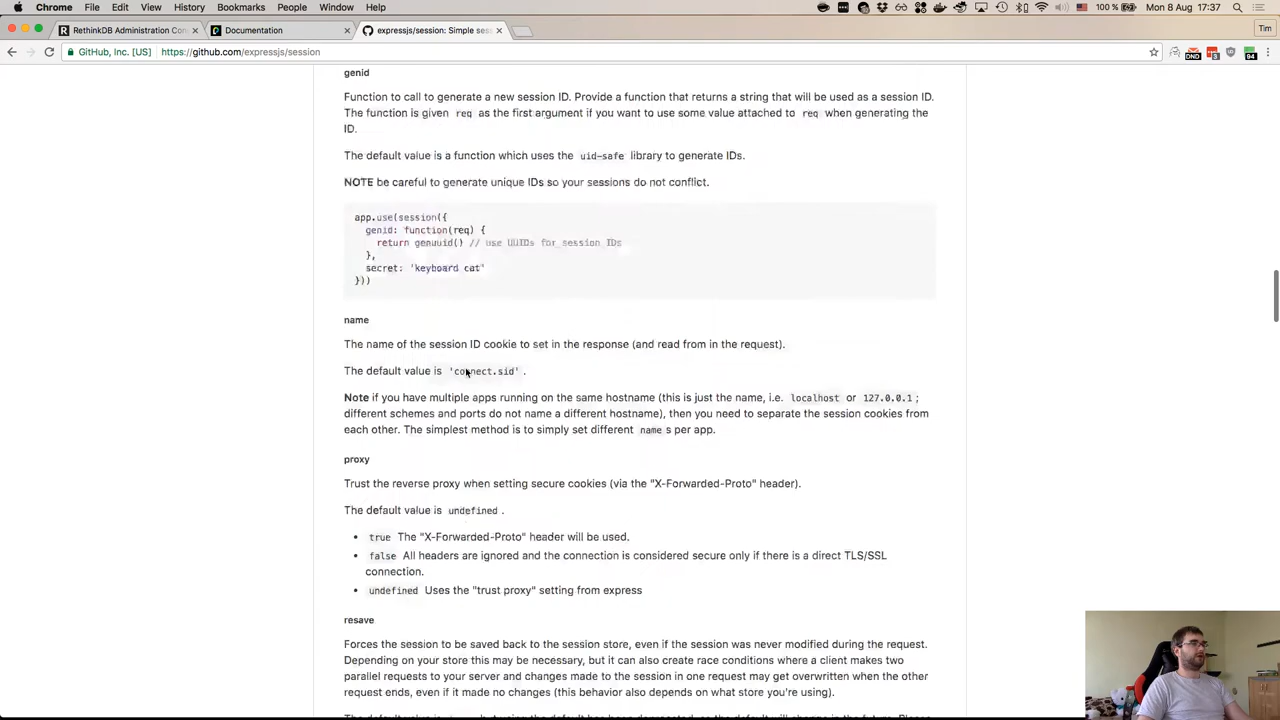 Chrome File Edit View History Bookmarks People Window Help 100 % Mon 8 Aug 17:37
RethinkDB Administration Con Documentation expressjs/session: Simple ses Tim
GitHub, Inc. [US] https://github.com/expressjs/session DND 3 94
genid
Function to call to generate a new session ID. Provide a function that returns a string that will be used as a session ID.
The function is given req as the first argument if you want to use some value attached to req when generating the
ID.
The default value is a function which uses the uid-safe library to generate IDs.
NOTE be careful to generate unique IDs so your sessions do not conflict.
app.use(session({
genid: function(req) {
return genuuid() // use UUIDs for session IDs
},
secret: 'keyboard cat'
}))
name
The name of the session ID cookie to set in the response (and read from in the request).
The default value is 'connect.sid'.
Note if you have multiple apps running on the same hostname (this is just the name, i.e. localhost or 127.0.0.1;
different schemes and ports do not name a different hostname), then you need to separate the session cookies from
each other. The simplest method is to simply set different name s per app.
proxy
Trust the reverse proxy when setting secure cookies (via the "X-Forwarded-Proto" header).
The default value is undefined.
• true The "X-Forwarded-Proto" header will be used.
• false All headers are ignored and the connection is considered secure only if there is a direct TLS/SSL
connection.
• undefined Uses the "trust proxy" setting from express
resave
Forces the session to be saved back to the session store, even if the session was never modified during the request.
Depending on your store this may be necessary, but it can also create race conditions where a client makes two
parallel requests to your server and changes made to the session in one request may get overwritten when the other
request ends, even if it made no changes (this behavior also depends on what store you're using).